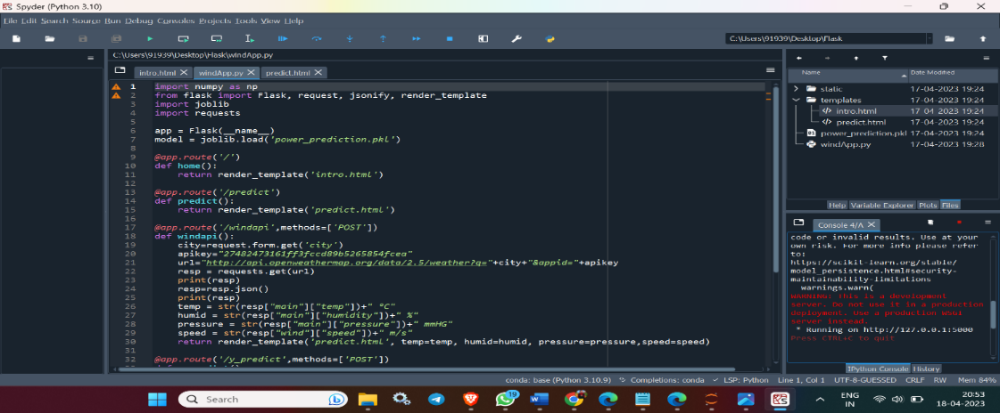 Spyder (Python 3.10)
File Edit Search Source Run Debug Consoles Projects Tools View Help
C:\Users\91939\Desktop\Flask
C:\Users\91939\Desktop\Flask\windApp.py
intro.html
windApp.py
predict.html
1 import numpy as np
2 from flask import Flask, request, jsonify, render_template
3 import joblib
4 import requests
5
6 app = Flask(__name__)
7 model = joblib.load('power_prediction.pkl')
8
9 @app.route('/')
10 def home():
11 return render_template('intro.html')
12
13 @app.route('/predict')
14 def predict():
15 return render_template('predict.html')
16
17 @app.route('/windapi',methods=['POST'])
18 def windapi():
19 city=request.form.get('city')
20 apikey="27482473161ff3fccd89b5265854fcea"
21 url="http://api.openweathermap.org/data/2.5/weather?q="+city+"&appid="+apikey
22 resp = requests.get(url)
23 print(resp)
24 resp=resp.json()
25 print(resp)
26 temp = str(resp["main"]["temp"])+" °C"
27 humid = str(resp["main"]["humidity"])+" %"
28 pressure = str(resp["main"]["pressure"])+" mmHG"
29 speed = str(resp["wind"]["speed"])+" m/s"
30 return render_template('predict.html', temp=temp, humid=humid, pressure=pressure,speed=speed)
31
32 @app.route('/y_predict',methods=['POST'])
Name Date Modified
static 17-04-2023 19:24
templates 17-04-2023 19:24
intro.html 17-04-2023 19:24
predict.html 17-04-2023 19:24
power_prediction.pkl 17-04-2023 19:24
windApp.py 17-04-2023 19:28
Help Variable Explorer Plots Files
Console 4/A
code or invalid results. Use at your
own risk. For more info please refer
to:
https://scikit-learn.org/stable/
model_persistence.html#security-
maintainability-limitations
warnings.warn(
WARNING: This is a development
server. Do not use it in a production
deployment. Use a production WSGI
server instead.
* Running on http://127.0.0.1:5000
Press CTRL+C to quit
IPython Console History
conda: base (Python 3.10.9) Completions: conda LSP: Python Line 1, Col 1 UTF-8-GUESSED CRLF RW Mem 84%
Search
19
ENG
IN
20:53
18-04-2023